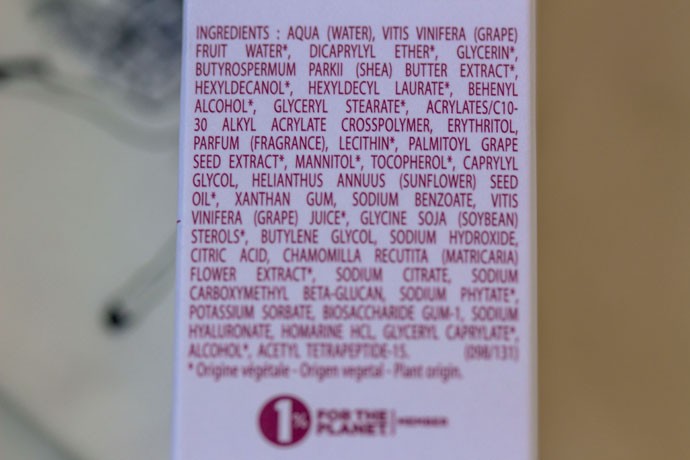 INGREDIENTS : AQUA (WATER), VITIS VINIFERA (GRAPE)
FRUIT WATER*, DICAPRYLYL ETHER*, GLYCERIN*,
BUTYROSPERMUM PARKII (SHEA) BUTTER EXTRACT*,
HEXYLDECANOL*, HEXYLDECYL LAURATE*, BEHENYL
ALCOHOL*, GLYCERYL STEARATE*, ACRYLATES/C10-
30 ALKYL ACRYLATE CROSSPOLYMER, ERYTHRITOL,
PARFUM (FRAGRANCE), LECITHIN*, PALMITOYL GRAPE
SEED EXTRACT*, MANNITOL*, TOCOPHEROL*, CAPRYLYL
GLYCOL, HELIANTHUS ANNUUS (SUNFLOWER) SEED
OIL*, XANTHAN GUM, SODIUM BENZOATE, VITIS
VINIFERA (GRAPE) JUICE*, GLYCINE SOJA (SOYBEAN)
STEROLS*, BUTYLENE GLYCOL, SODIUM HYDROXIDE,
CITRIC ACID, CHAMOMILLA RECUTITA (MATRICARIA)
FLOWER EXTRACT*, SODIUM CITRATE, SODIUM
CARBOXYMETHYL BETA-GLUCAN, SODIUM PHYTATE*,
POTASSIUM SORBATE, BIOSACCHARIDE GUM-1, SODIUM
HYALURONATE, HOMARINE HCL, GLYCERYL CAPRYLATE*,
ALCOHOL*, ACETYL TETRAPEPTIDE-15. (098/131)
* Origine végétale - Origen vegetal - Plant origin.
1% FOR THE
PLANET MEMBER